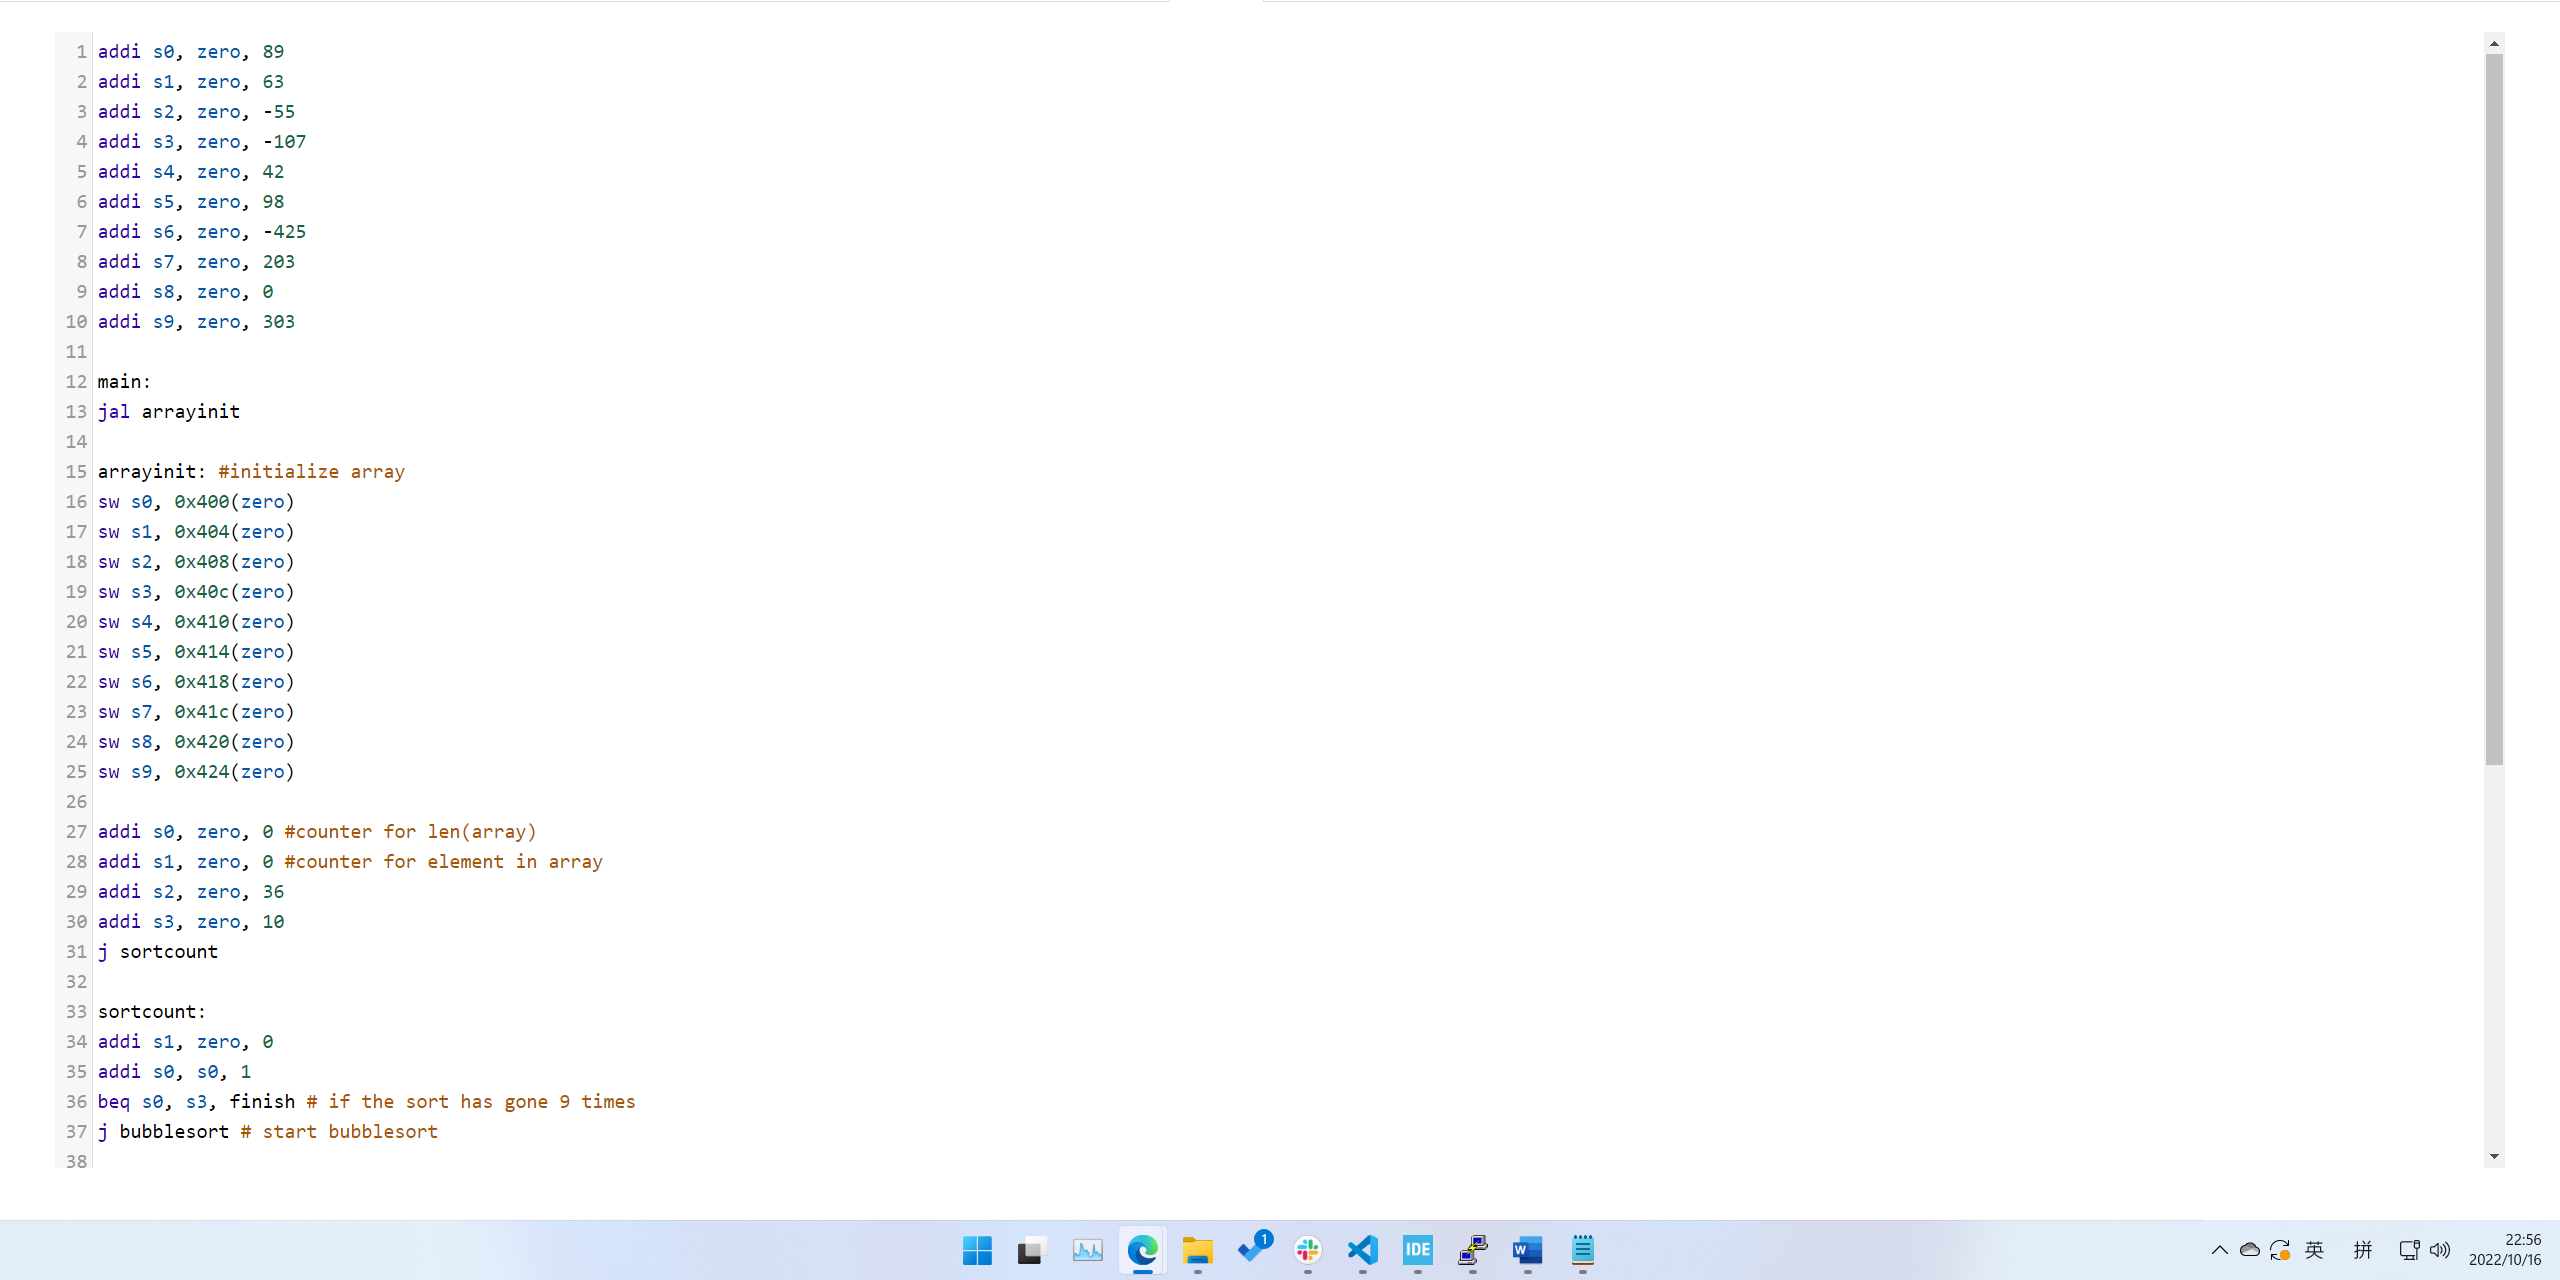 1 addi s0, zero, 89
2 addi s1, zero, 63
3 addi s2, zero, -55
4 addi s3, zero, -107
5 addi s4, zero, 42
6 addi s5, zero, 98
7 addi s6, zero, -425
8 addi s7, zero, 203
9 addi s8, zero, 0
10 addi s9, zero, 303
11
12 main:
13 jal arrayinit
14
15 arrayinit: #initialize array
16 sw s0, 0x400(zero)
17 sw s1, 0x404(zero)
18 sw s2, 0x408(zero)
19 sw s3, 0x40c(zero)
20 sw s4, 0x410(zero)
21 sw s5, 0x414(zero)
22 sw s6, 0x418(zero)
23 sw s7, 0x41c(zero)
24 sw s8, 0x420(zero)
25 sw s9, 0x424(zero)
26
27 addi s0, zero, 0 #counter for len(array)
28 addi s1, zero, 0 #counter for element in array
29 addi s2, zero, 36
30 addi s3, zero, 10
31 j sortcount
32
33 sortcount:
34 addi s1, zero, 0
35 addi s0, s0, 1
36 beq s0, s3, finish # if the sort has gone 9 times
37 j bubblesort # start bubblesort
38
1
IDE
W
英 拼
22:56
2022/10/16